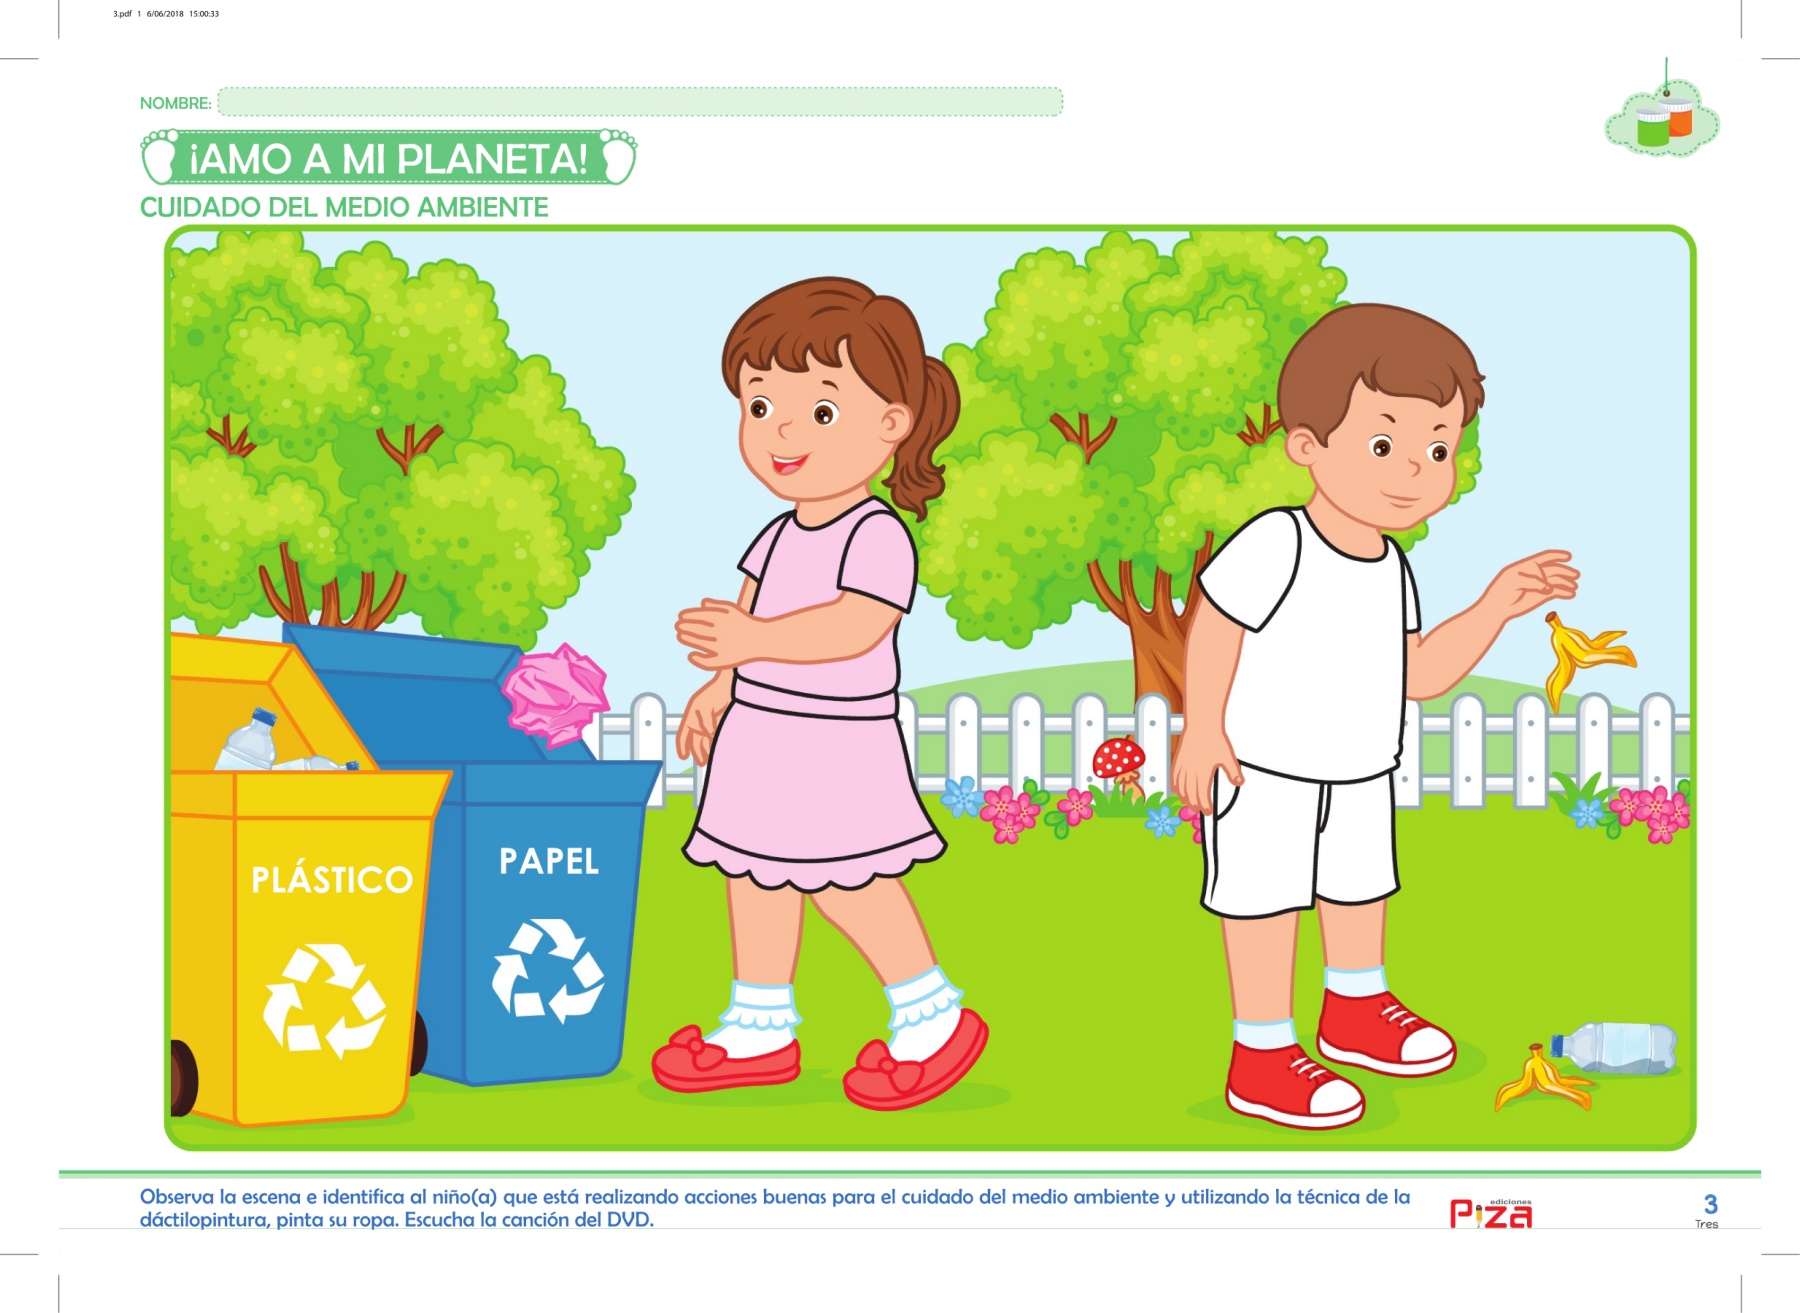 3.pdf 1 6/06/2018 15:00:33
NOMBRE:
¡AMO A MI PLANETA!
CUIDADO DEL MEDIO AMBIENTE
PLÁSTICO
PAPEL
Observa la escena e identifica al niño(a) que está realizando acciones buenas para el cuidado del medio ambiente y utilizando la técnica de la
dáctilopintura, pinta su ropa. Escucha la canción del DVD.
ediciones
Piza
3
Tres